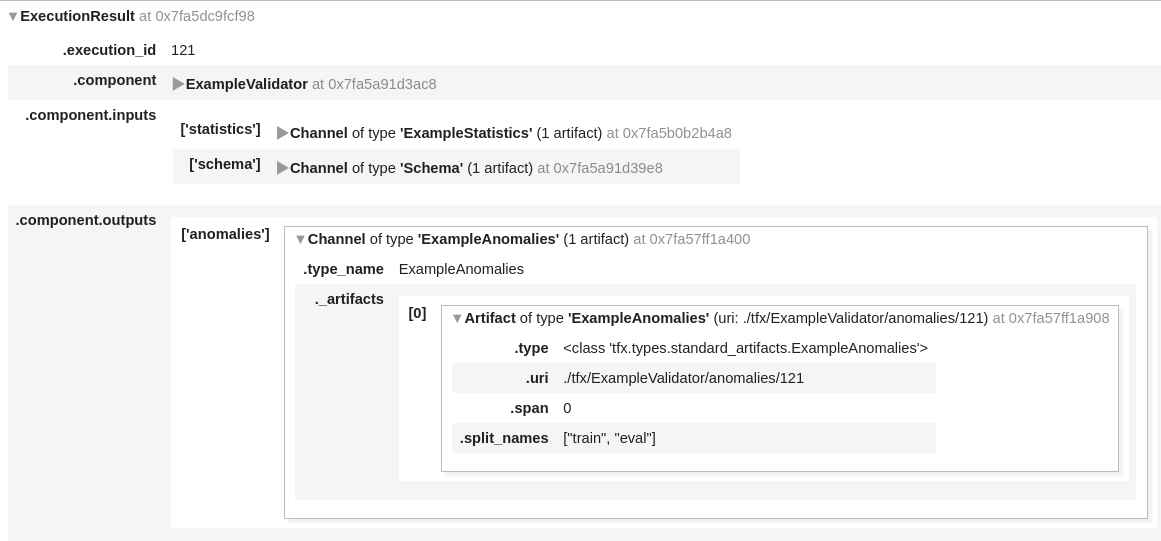 ▼ExecutionResult at 0x7fa5dc9fcf98
.execution_id 121
.component ▶ExampleValidator at 0x7fa5a91d3ac8
.component.inputs
['statistics'] ▶Channel of type 'ExampleStatistics' (1 artifact) at 0x7fa5b0b2b4a8
['schema'] ▶Channel of type 'Schema' (1 artifact) at 0x7fa5a91d39e8
.component.outputs
['anomalies'] ▼Channel of type 'ExampleAnomalies' (1 artifact) at 0x7fa57ff1a400
.type_name ExampleAnomalies
._artifacts
[0] ▼Artifact of type 'ExampleAnomalies' (uri: ./tfx/ExampleValidator/anomalies/121) at 0x7fa57ff1a908
.type <class 'tfx.types.standard_artifacts.ExampleAnomalies'>
.uri ./tfx/ExampleValidator/anomalies/121
.span 0
.split_names ["train", "eval"]